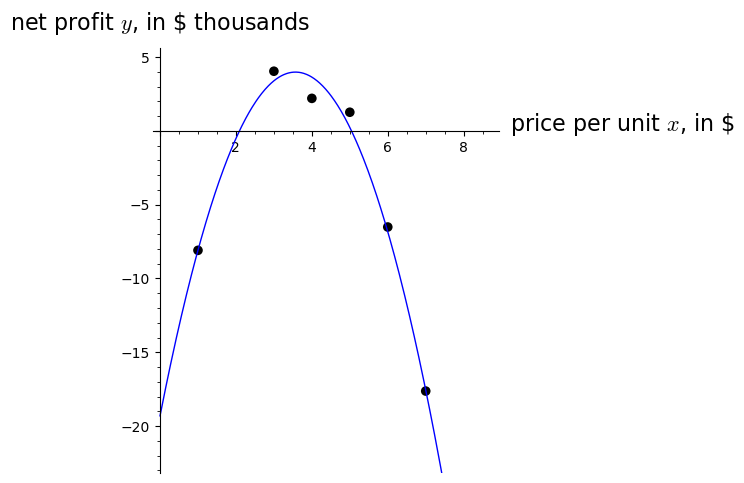 net profit y, in $ thousands
5
price per unit x, in $
2 4 6 8
−5
−10
−15
−20